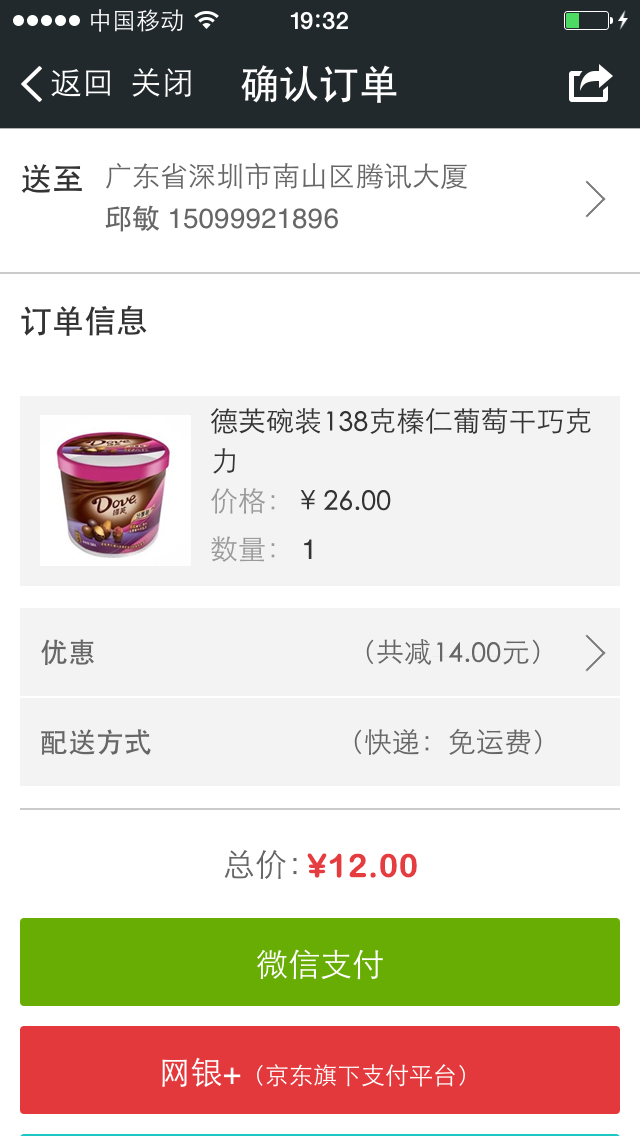 中国移动 19:32
返回 关闭 确认订单
送至 广东省深圳市南山区腾讯大厦
邱敏 15099921896
订单信息
德芙碗装138克榛仁葡萄干巧克
力
价格： ¥ 26.00
数量： 1
Dove
德芙
优惠 （共减14.00元）
配送方式 （快递：免运费）
总价: ¥12.00
微信支付
网银+（京东旗下支付平台）